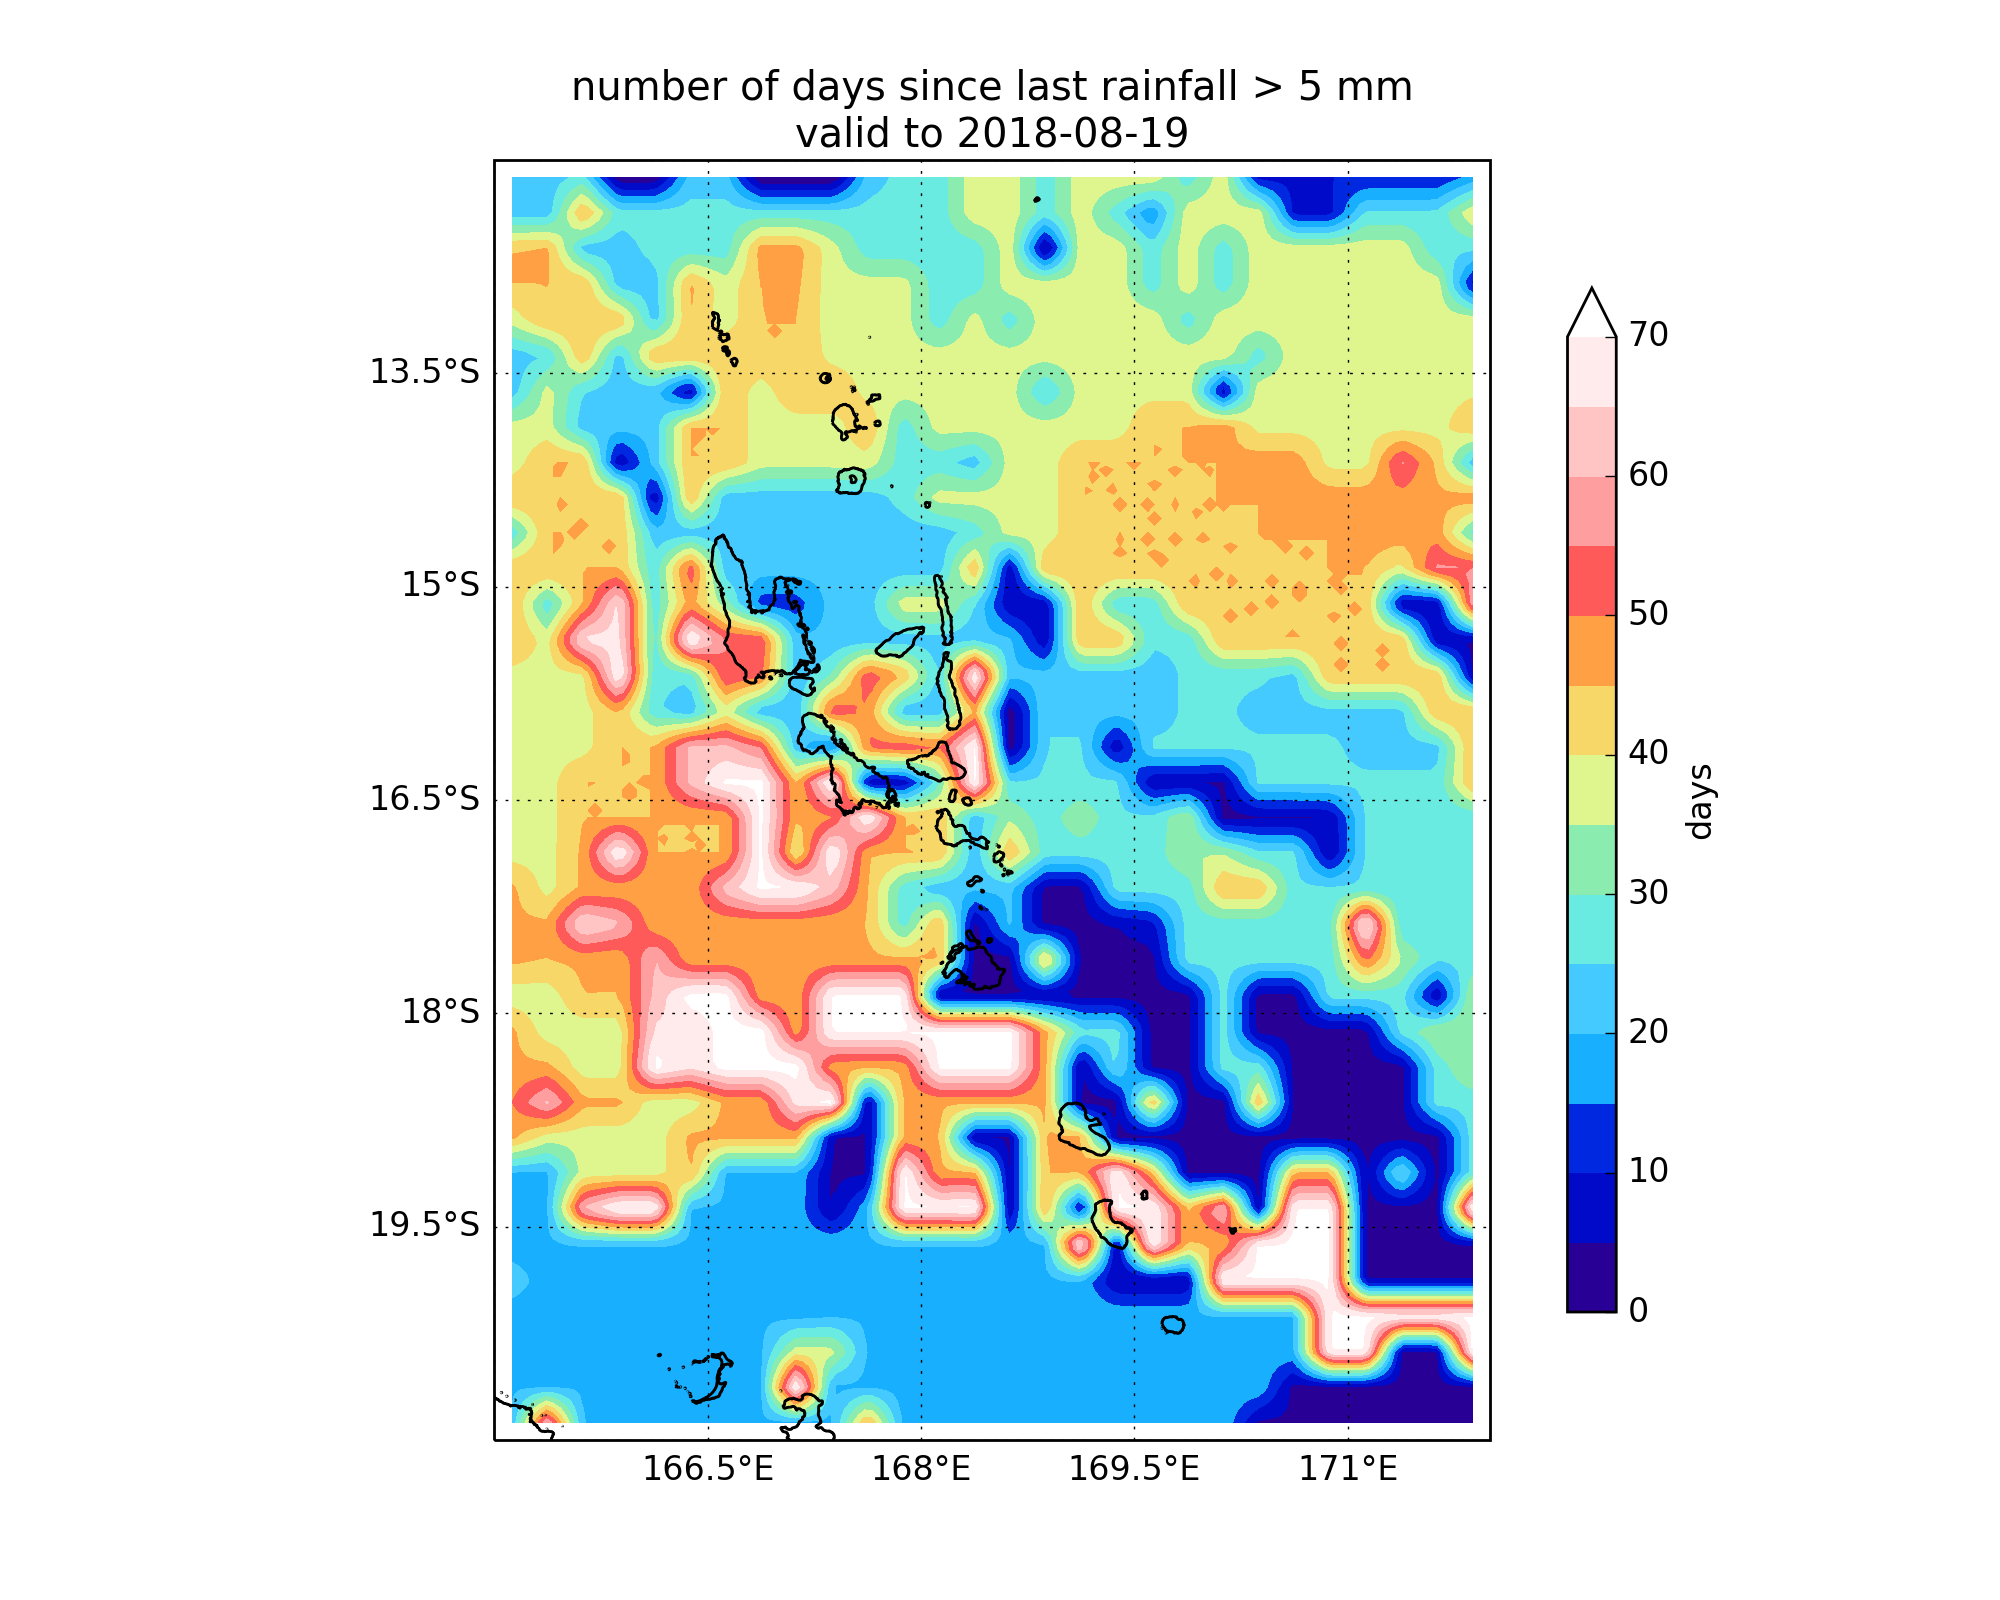 number of days since last rainfall > 5 mm
valid to 2018-08-19
13.5°S
15°S
16.5°S
18°S
19.5°S
166.5°E
168°E
169.5°E
171°E
70
60
50
40
30
20
10
0
days